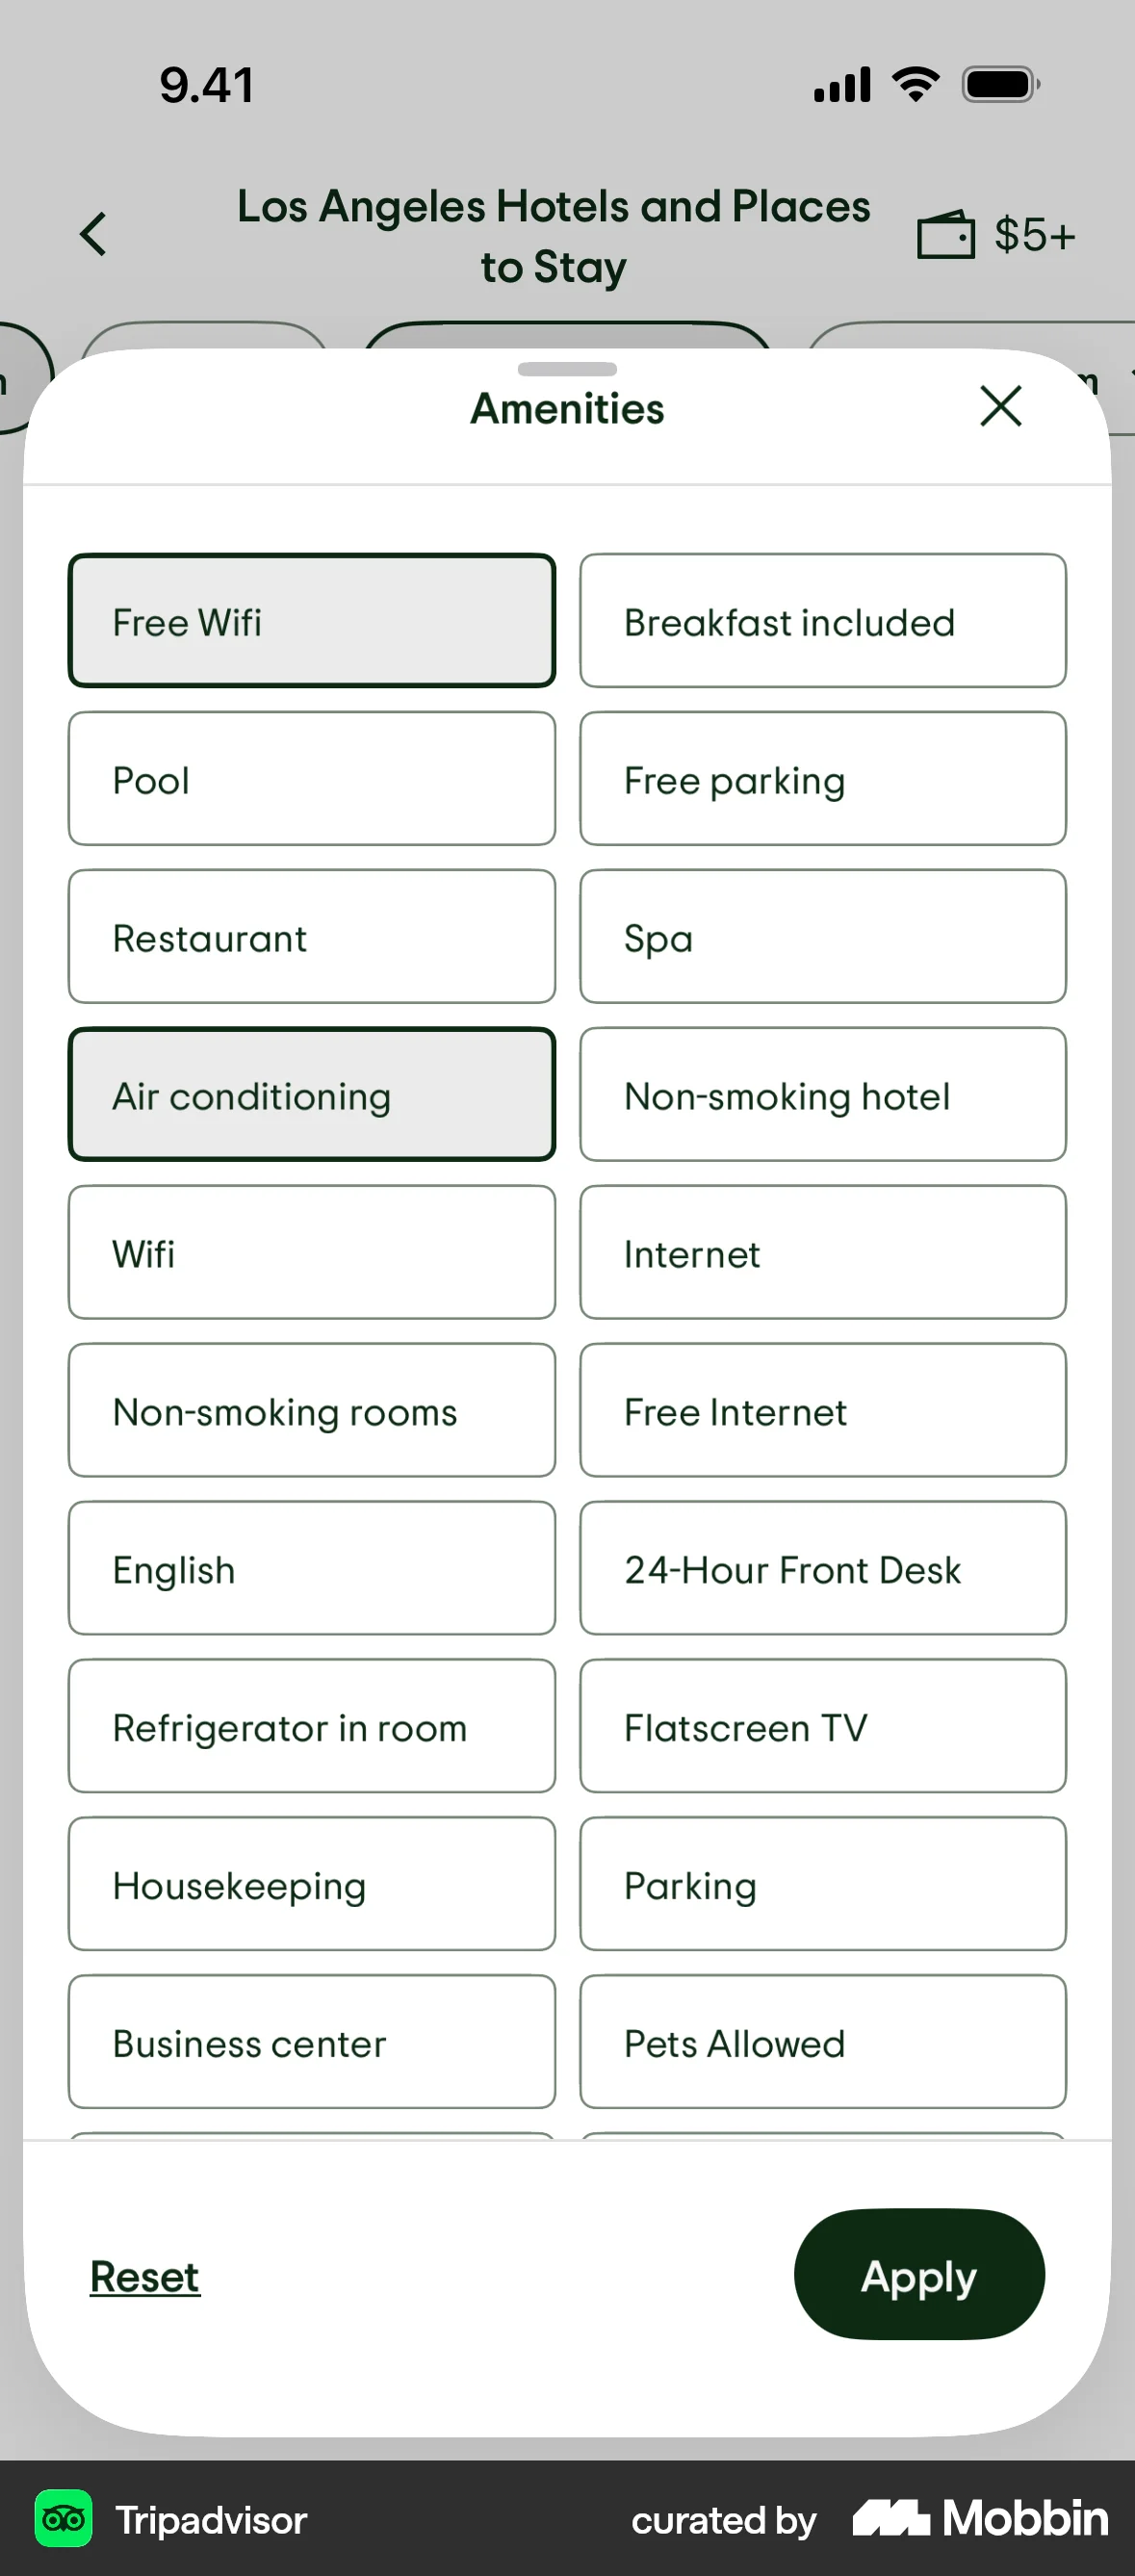 9.41
Los Angeles Hotels and Places
to Stay
$5+
Amenities
Free Wifi
Breakfast included
Pool
Free parking
Restaurant
Spa
Air conditioning
Non-smoking hotel
Wifi
Internet
Non-smoking rooms
Free Internet
English
24-Hour Front Desk
Refrigerator in room
Flatscreen TV
Housekeeping
Parking
Business center
Pets Allowed
Reset
Apply
Tripadvisor
curated by
Mobbin